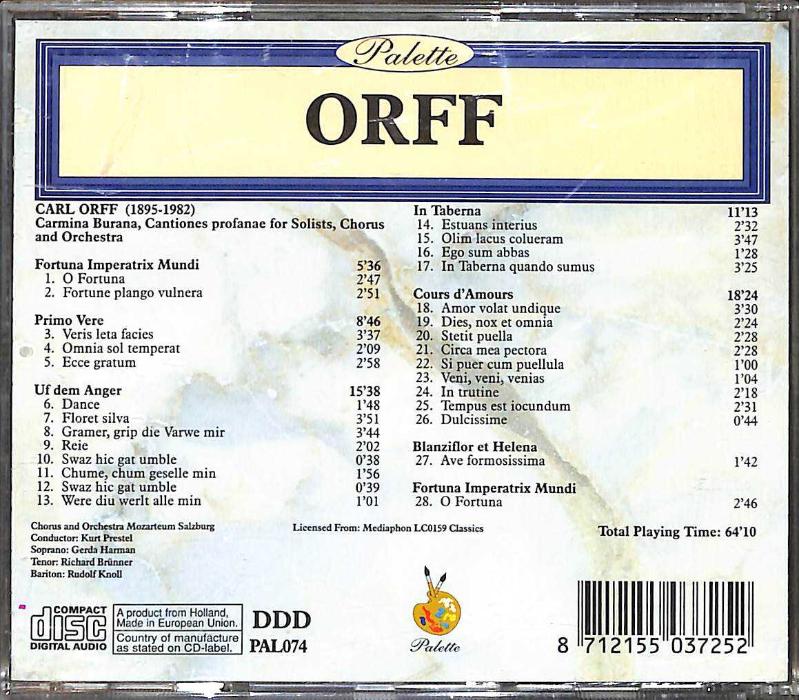 Palette
ORFF
CARL ORFF (1895-1982)
Carmina Burana, Cantiones profanae for Solists, Chorus
and Orchestra
Fortuna Imperatrix Mundi 5'36
1. O Fortuna 2'47
2. Fortune plango vulnera 2'51
Primo Vere 8'46
3. Veris leta facies 3'37
4. Omnia sol temperat 2'09
5. Ecce gratum 2'58
Uf dem Anger 15'38
6. Dance 1'48
7. Floret silva 3'51
8. Gramer, grip die Varwe mir 3'44
9. Reie 2'02
10. Swaz hic gat umble 0'38
11. Chume, chum geselle min 1'56
12. Swaz hic gat umble 0'39
13. Were diu werlt alle min 1'01
In Taberna 11'13
14. Estuans interius 2'32
15. Olim lacus colueram 3'47
16. Ego sum abbas 1'28
17. In Taberna quando sumus 3'25
Cours d'Amours 18'24
18. Amor volat undique 3'30
19. Dies, nox et omnia 2'24
20. Stetit puella 2'28
21. Circa mea pectora 2'28
22. Si puer cum puellula 1'00
23. Veni, veni, venias 1'04
24. In trutine 2'18
25. Tempus est iocundum 2'31
26. Dulcissime 0'44
Blanziflor et Helena
27. Ave formosissima 1'42
Fortuna Imperatrix Mundi
28. O Fortuna 2'46
Chorus and Orchestra Mozarteum Salzburg
Conductor: Kurt Prestel
Soprano: Gerda Harman
Tenor: Richard Brünner
Bariton: Rudolf Knoll
Licensed From: Mediaphon LC0159 Classics
Total Playing Time: 64'10
COMPACT
disc
DIGITAL AUDIO
A product from Holland,
Made in European Union.
Country of manufacture
as stated on CD-label.
DDD
PAL074
Palette
8 712155 037252